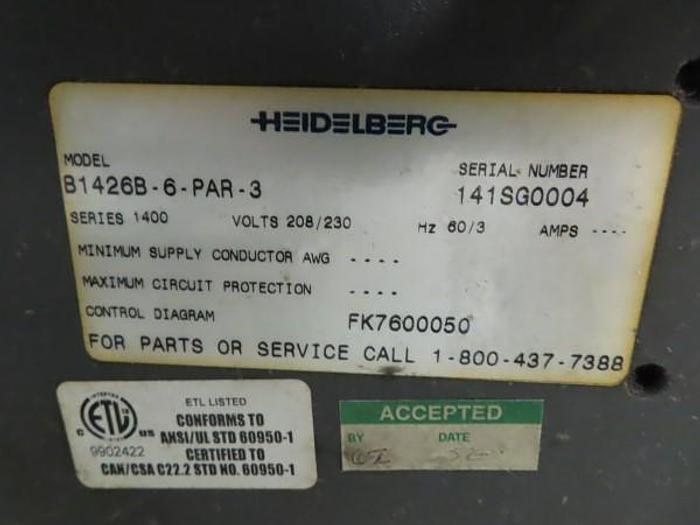 HEIDELBERG
MODEL
B1426B-6-PAR-3
SERIAL NUMBER
141SG0004
SERIES 1400 VOLTS 208/230 Hz 60/3 AMPS ----
MINIMUM SUPPLY CONDUCTOR AWG ----
MAXIMUM CIRCUIT PROTECTION ----
CONTROL DIAGRAM FK7600050
FOR PARTS OR SERVICE CALL 1-800-437-7388
ETL LISTED
CONFORMS TO
ANSI/UL STD 60950-1
CERTIFIED TO
CAN/CSA C22.2 STD NO. 60950-1
ETL
C US
9902422
ACCEPTED
BY DATE